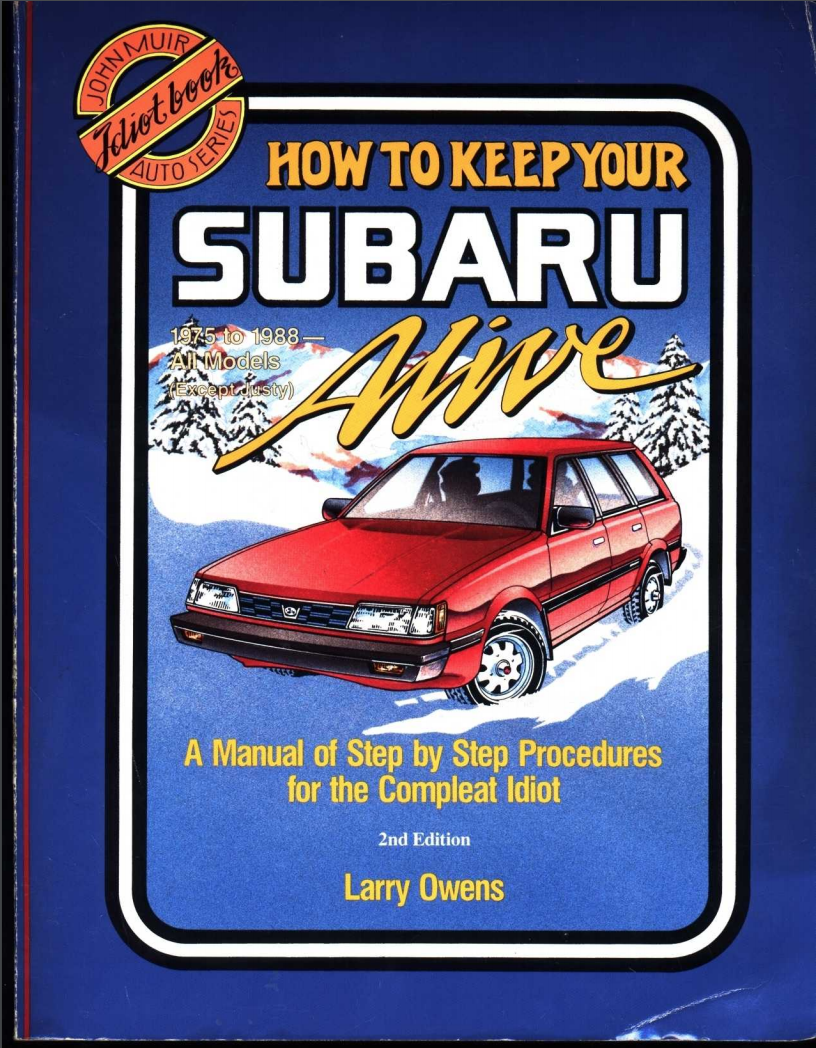 JOHN MUIR
Idiot book
AUTO SERIES
HOW TO KEEP YOUR
SUBARU
Alive
1975 to 1988—
All Models
(Except Justy)
A Manual of Step by Step Procedures
for the Compleat Idiot
2nd Edition
Larry Owens